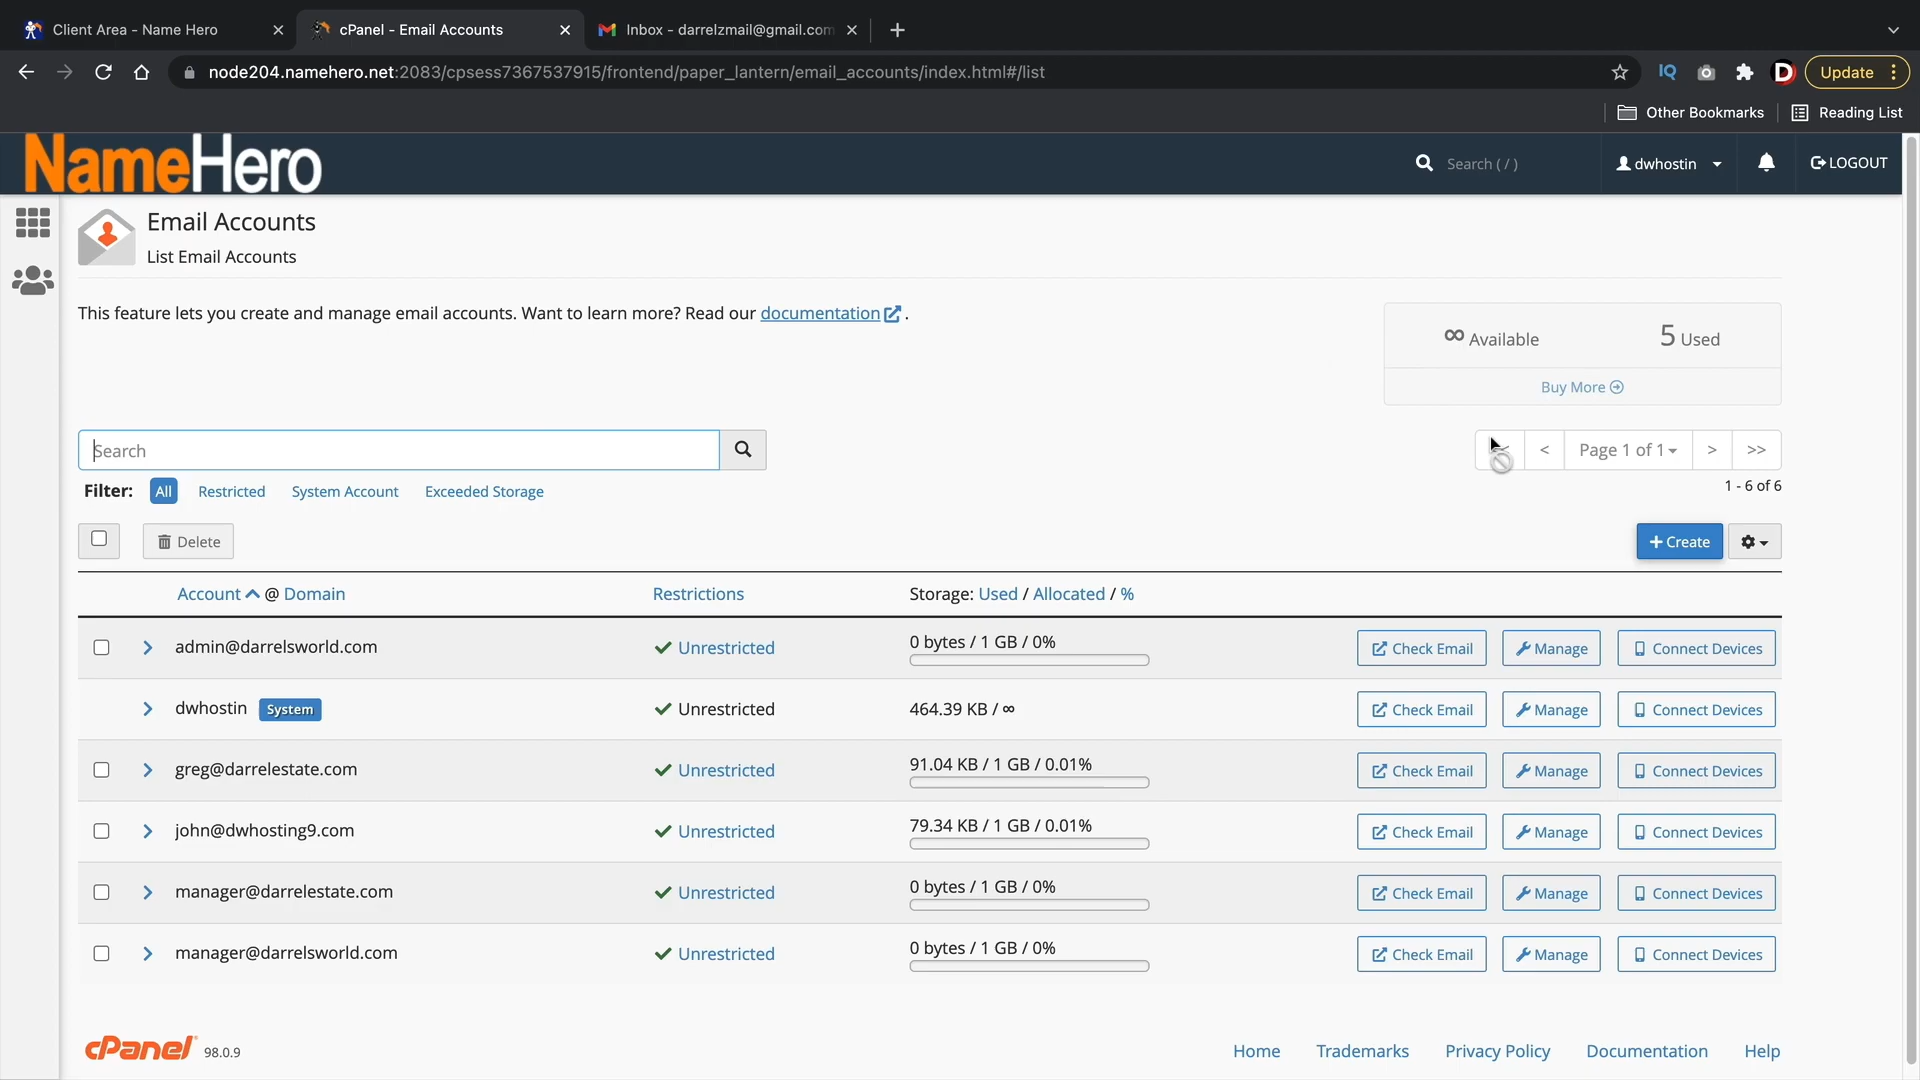 Client Area - Name Hero
cPanel - Email Accounts
Inbox - darrelzmail@gmail.com
node204.namehero.net:2083/cpsess7367537915/frontend/paper_lantern/email_accounts/index.html#/list
IQ
D
Update
Other Bookmarks
Reading List
NameHero
Search ( / )
dwhostin
LOGOUT
Email Accounts
List Email Accounts
This feature lets you create and manage email accounts. Want to learn more? Read our documentation .
∞ Available
5 Used
Buy More
Search
< Page 1 of 1 > >>
Filter: All Restricted System Account Exceeded Storage
1 - 6 of 6
Delete
+ Create
Account @ Domain Restrictions Storage: Used / Allocated / %
admin@darrelsworld.com Unrestricted 0 bytes / 1 GB / 0% Check Email Manage Connect Devices
dwhostin System Unrestricted 464.39 KB / ∞ Check Email Manage Connect Devices
greg@darrelestate.com Unrestricted 91.04 KB / 1 GB / 0.01% Check Email Manage Connect Devices
john@dwhosting9.com Unrestricted 79.34 KB / 1 GB / 0.01% Check Email Manage Connect Devices
manager@darrelestate.com Unrestricted 0 bytes / 1 GB / 0% Check Email Manage Connect Devices
manager@darrelsworld.com Unrestricted 0 bytes / 1 GB / 0% Check Email Manage Connect Devices
cPanel 98.0.9
Home Trademarks Privacy Policy Documentation Help